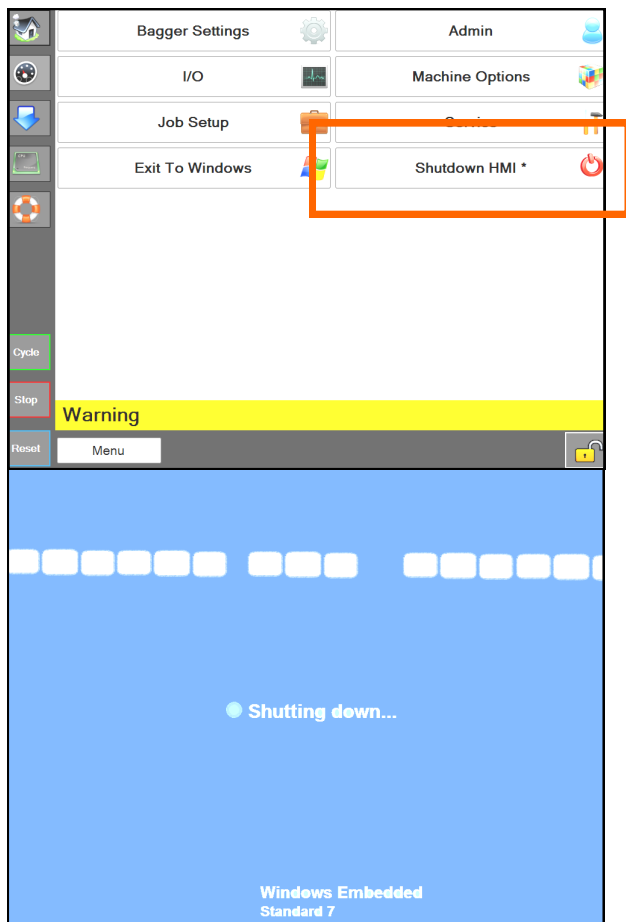 Bagger Settings
Admin
I/O
Machine Options
Job Setup
Service
Exit To Windows
Shutdown HMI *
Cycle
Stop
Warning
Reset
Menu
Shutting down...
Windows Embedded
Standard 7